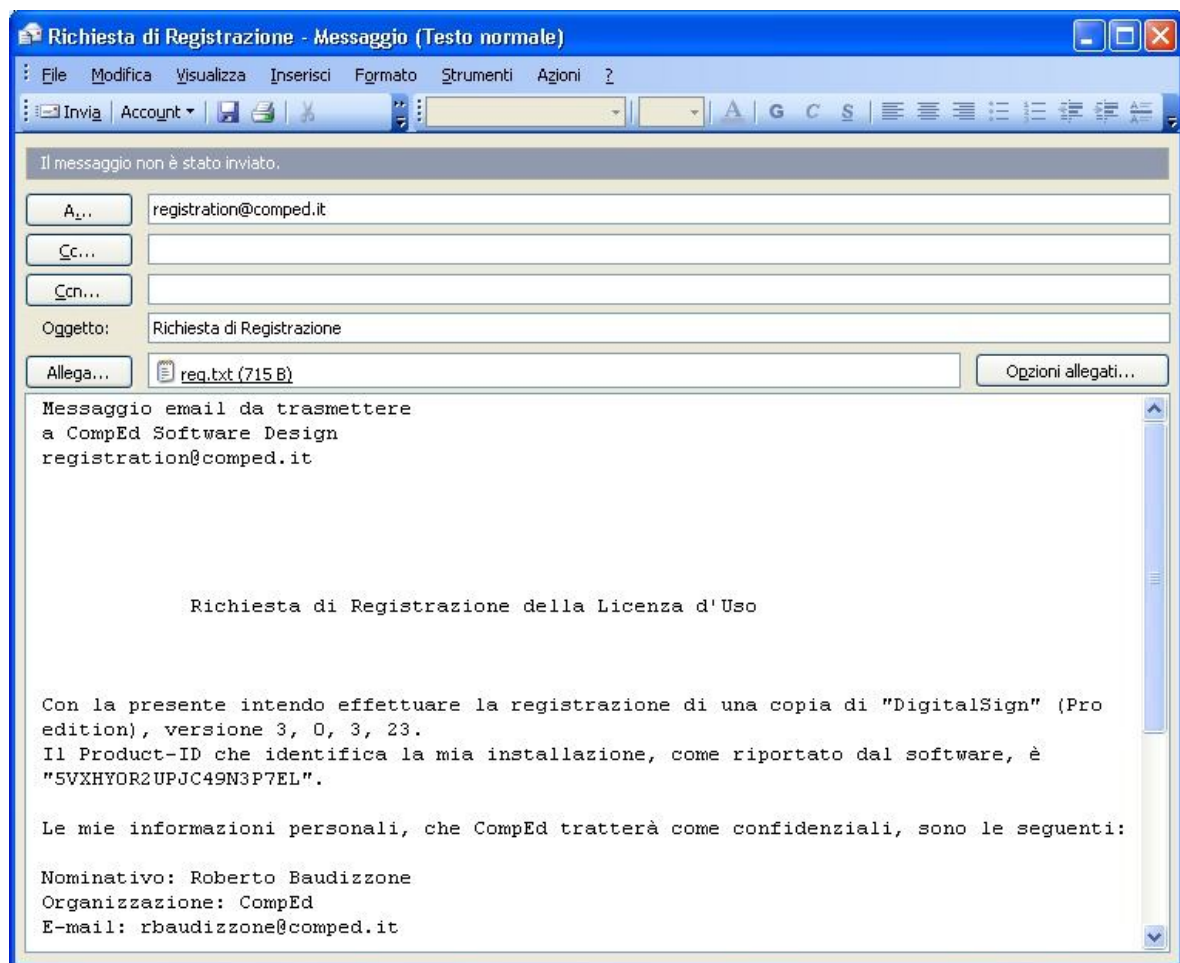 Richiesta di Registrazione - Messaggio (Testo normale)
File Modifica Visualizza Inserisci Formato Strumenti Azioni ?
Invia Account A G C S
Il messaggio non è stato inviato.
A... registration@comped.it
Cc...
Ccn...
Oggetto: Richiesta di Registrazione
Allega... reg.txt (715 B) Opzioni allegati...
Messaggio email da trasmettere
a CompEd Software Design
registration@comped.it
Richiesta di Registrazione della Licenza d'Uso
Con la presente intendo effettuare la registrazione di una copia di "DigitalSign" (Pro
edition), versione 3, 0, 3, 23.
Il Product-ID che identifica la mia installazione, come riportato dal software, è
"5VXHYOR2UPJC49N3P7EL".
Le mie informazioni personali, che CompEd tratterà come confidenziali, sono le seguenti:
Nominativo: Roberto Baudizzone
Organizzazione: CompEd
E-mail: rbaudizzone@comped.it